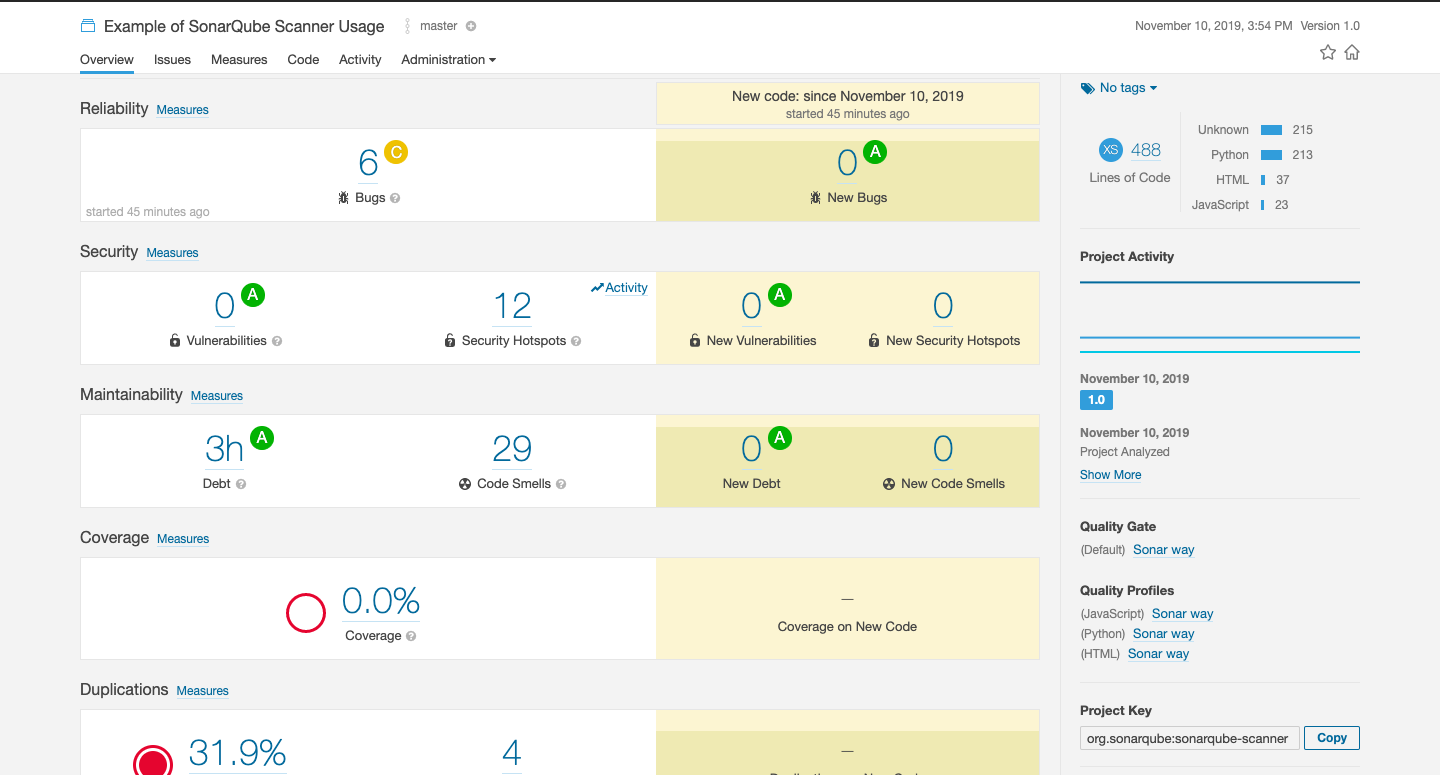 Example of SonarQube Scanner Usage
master
November 10, 2019, 3:54 PM Version 1.0
Overview Issues Measures Code Activity Administration
Reliability Measures
New code: since November 10, 2019
started 45 minutes ago
6 C
Bugs
started 45 minutes ago
0 A
New Bugs
Security Measures
0 A
Vulnerabilities
12
Security Hotspots
Activity
0 A
New Vulnerabilities
0
New Security Hotspots
Maintainability Measures
3h A
Debt
29
Code Smells
0 A
New Debt
0
New Code Smells
Coverage Measures
0.0%
Coverage
—
Coverage on New Code
Duplications Measures
31.9%
4
—
No tags
XS 488
Lines of Code
Unknown 215
Python 213
HTML 37
JavaScript 23
Project Activity
November 10, 2019
1.0
November 10, 2019
Project Analyzed
Show More
Quality Gate
(Default) Sonar way
Quality Profiles
(JavaScript) Sonar way
(Python) Sonar way
(HTML) Sonar way
Project Key
org.sonarqube:sonarqube-scanner Copy